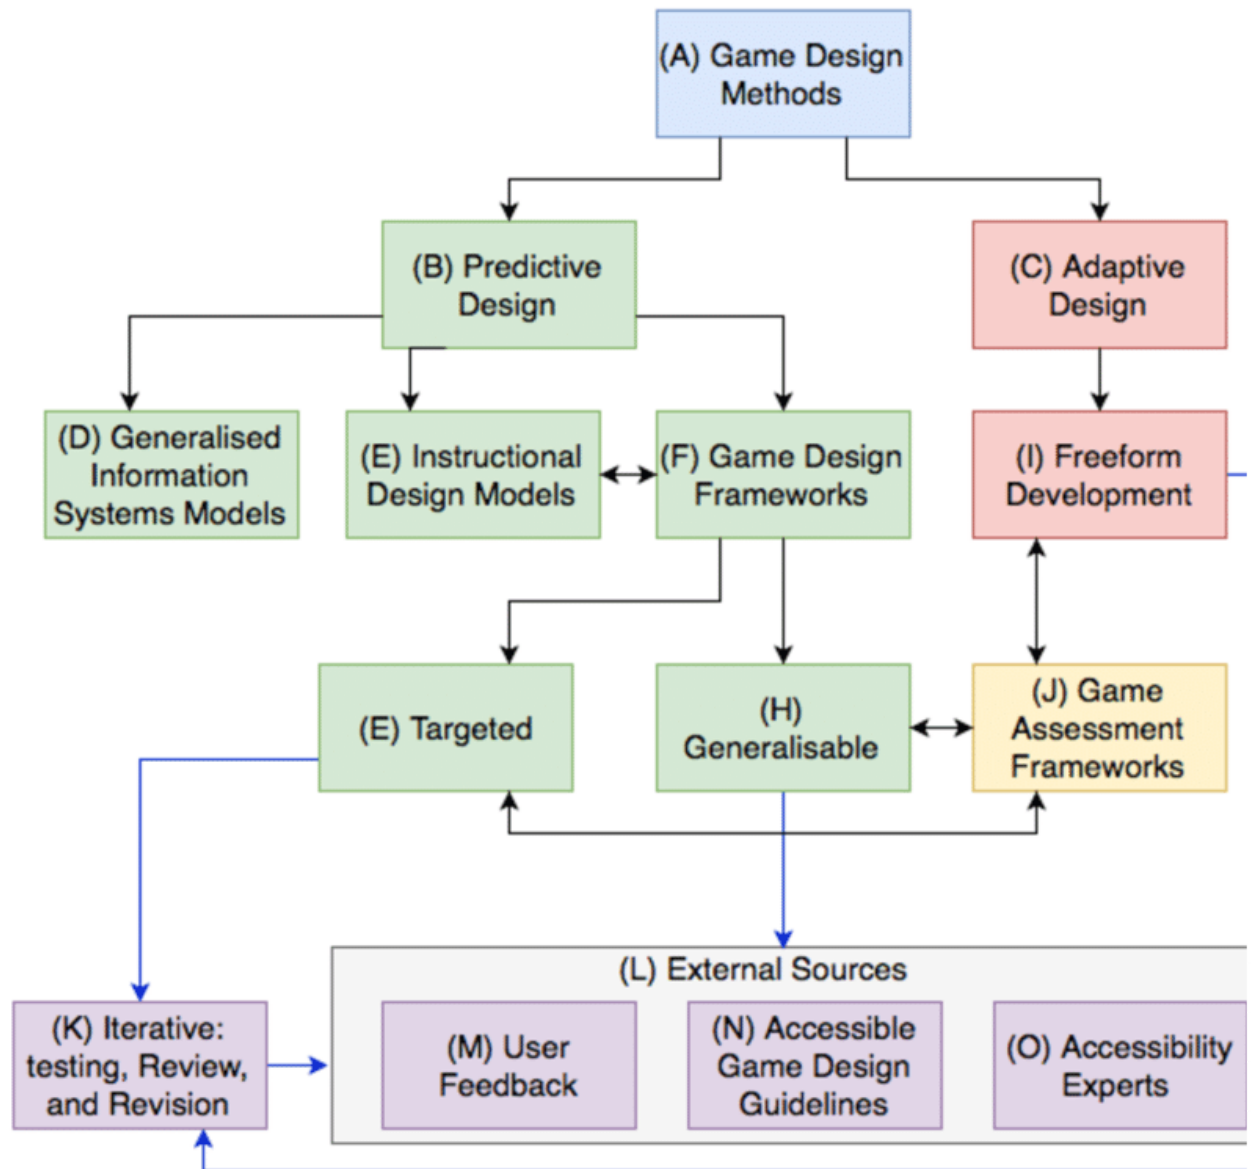 (A) Game Design
Methods
(B) Predictive
Design
(C) Adaptive
Design
(D) Generalised
Information
Systems Models
(E) Instructional
Design Models
(F) Game Design
Frameworks
(I) Freeform
Development
(E) Targeted
(H)
Generalisable
(J) Game
Assessment
Frameworks
(L) External Sources
(K) Iterative:
testing, Review,
and Revision
(M) User
Feedback
(N) Accessible
Game Design
Guidelines
(O) Accessibility
Experts